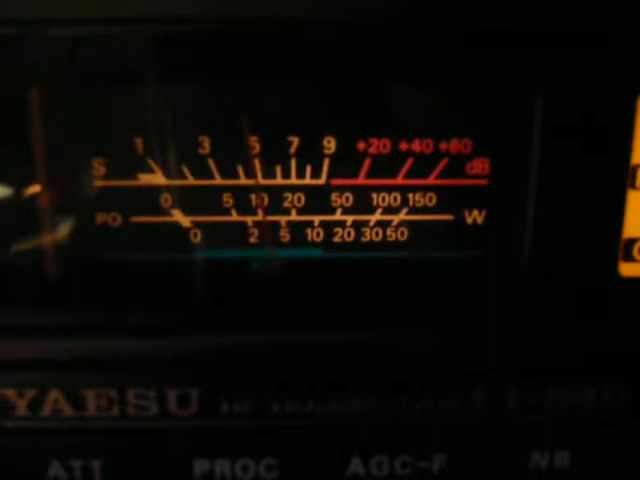 1 3 5 7 9 +20 +40 +60
S dB
0 5 10 20 50 100 150
PO W
0 2 5 10 20 30 50
YAESU
ATT PROC AGC-F NB